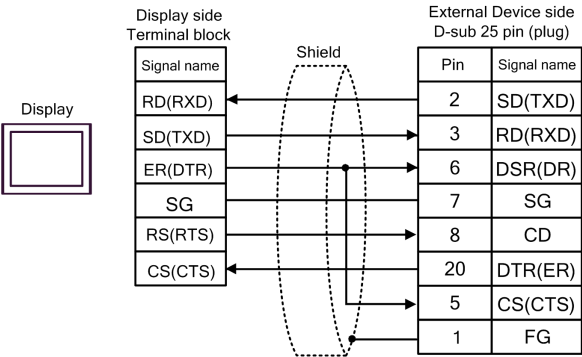 Display side
Terminal block
External Device side
D-sub 25 pin (plug)
Shield
Display
Signal name
Pin
Signal name
RD(RXD)
2
SD(TXD)
SD(TXD)
3
RD(RXD)
ER(DTR)
6
DSR(DR)
SG
7
SG
RS(RTS)
8
CD
CS(CTS)
20
DTR(ER)
5
CS(CTS)
1
FG